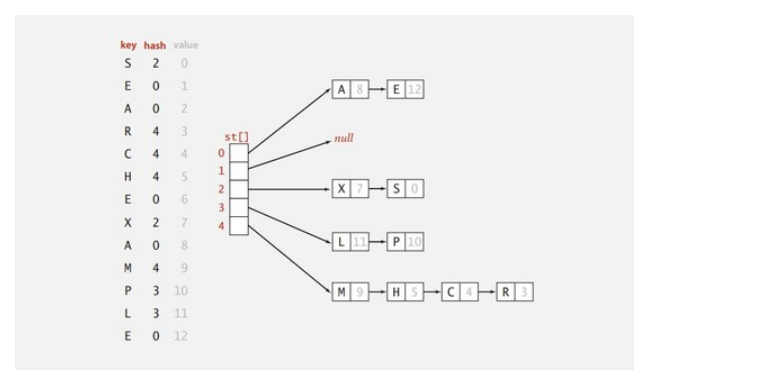 key hash value
S 2 0
E 0 1
A 0 2
R 4 3
C 4 4
H 4 5
E 0 6
X 2 7
A 0 8
M 4 9
P 3 10
L 3 11
E 0 12
st[]
0
1
2
3
4
A 8 E 12
null
X 7 S 0
L 11 P 10
M 9 H 5 C 4 R 3